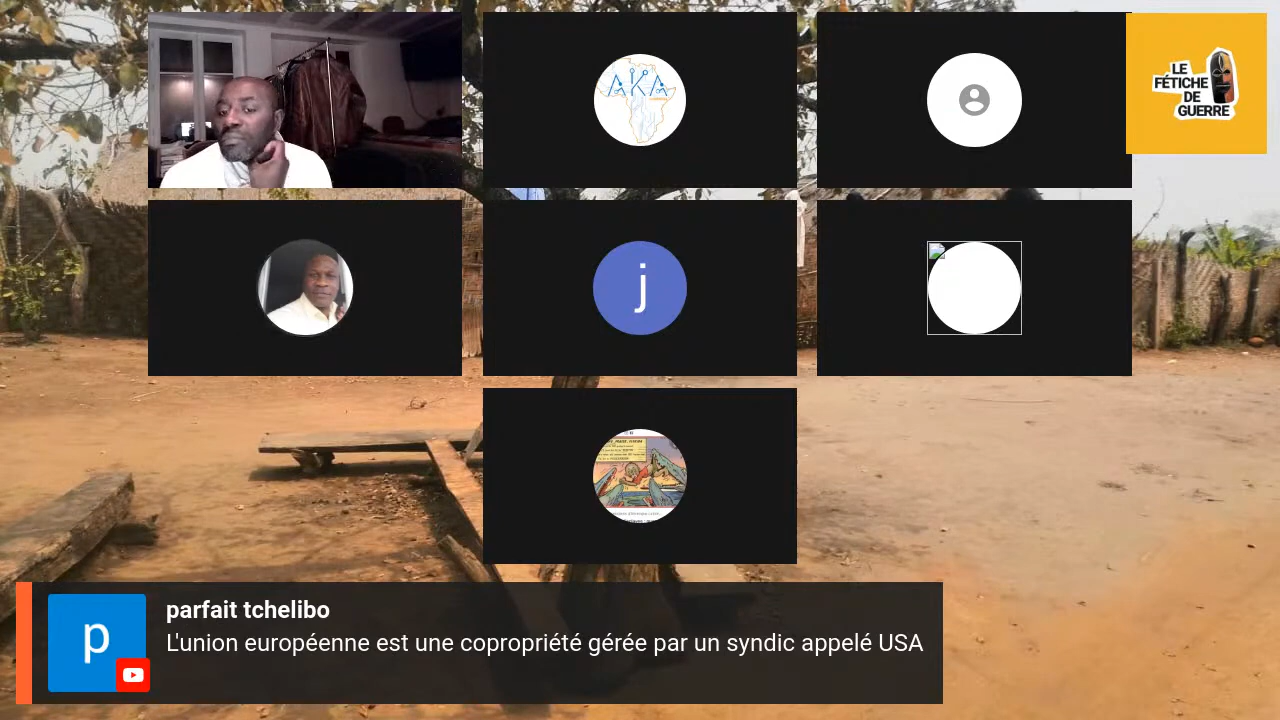 AKA
LE
FÉTICHE
DE
GUERRE
j
p
parfait tchelibo
L'union européenne est une copropriété gérée par un syndic appelé USA